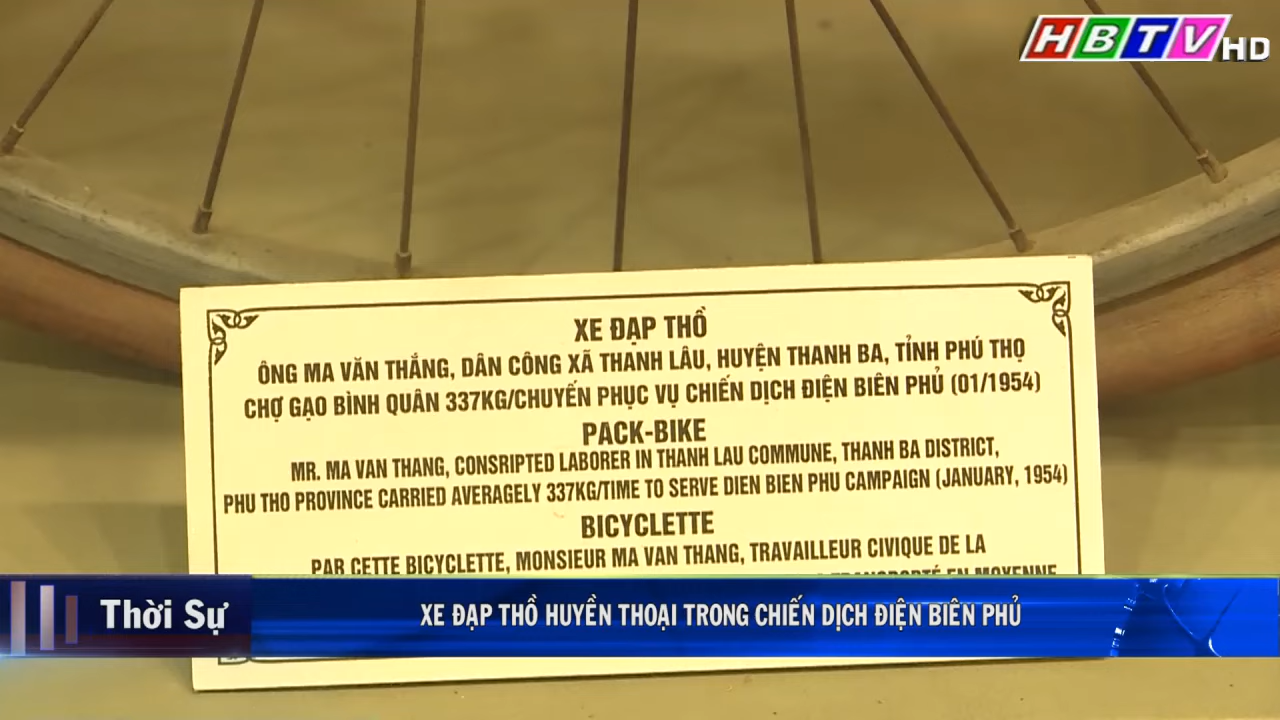 HBTV HD
XE ĐẠP THỒ
ÔNG MA VĂN THẮNG, DÂN CÔNG XÃ THANH LÂU, HUYỆN THANH BA, TỈNH PHÚ THỌ
CHỢ GẠO BÌNH QUÂN 337KG/CHUYẾN PHỤC VỤ CHIẾN DỊCH ĐIỆN BIÊN PHỦ (01/1954)
PACK-BIKE
MR. MA VAN THANG, CONSRIPTED LABORER IN THANH LAU COMMUNE, THANH BA DISTRICT,
PHU THO PROVINCE CARRIED AVERAGELY 337KG/TIME TO SERVE DIEN BIEN PHU CAMPAIGN (JANUARY, 1954)
BICYCLETTE
PAR CETTE BICYCLETTE, MONSIEUR MA VAN THANG, TRAVAILLEUR CIVIQUE DE LA
TRANSPORTÉ EN MOYENNE
Thời Sự
XE ĐẠP THỒ HUYỀN THOẠI TRONG CHIẾN DỊCH ĐIỆN BIÊN PHỦ